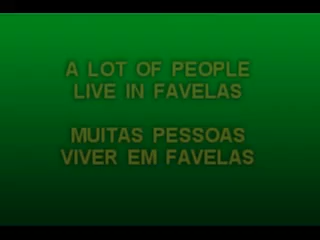 A LOT OF PEOPLE
LIVE IN FAVELAS
MUITAS PESSOAS
VIVER EM FAVELAS